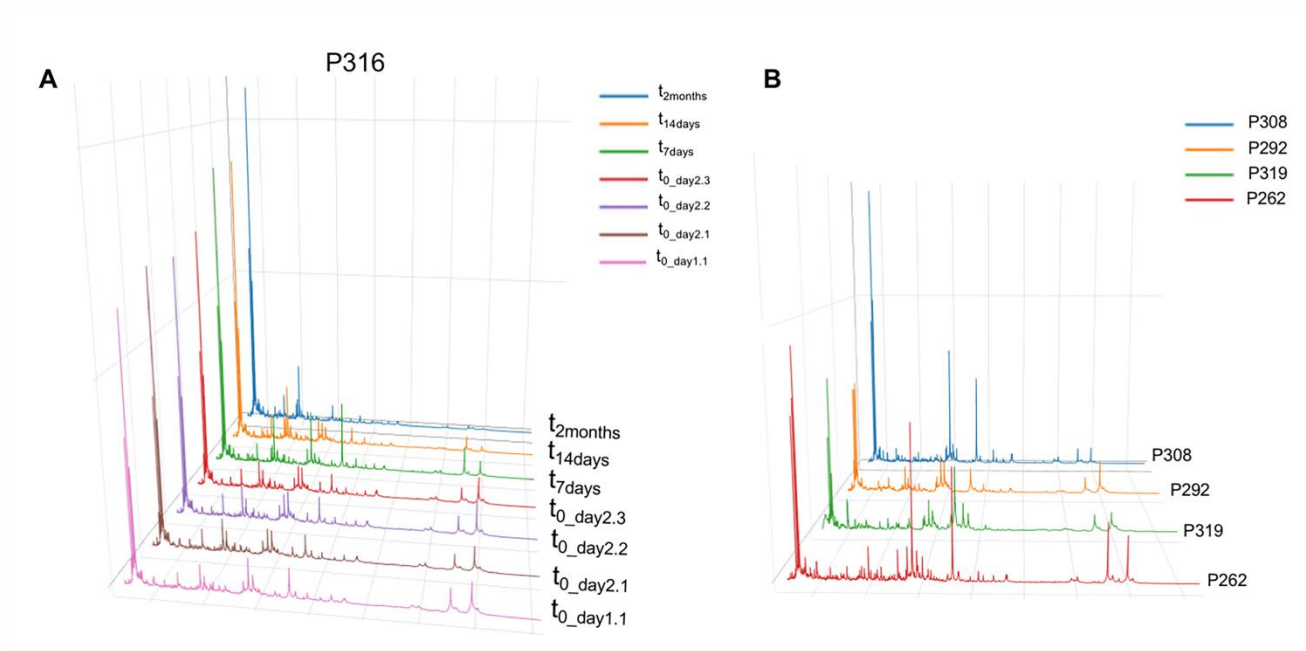 P316
A
t2months
t14days
t7days
t0_day2.3
t0_day2.2
t0_day2.1
t0_day1.1
t2months
t14days
t7days
t0_day2.3
t0_day2.2
t0_day2.1
t0_day1.1
B
P308
P292
P319
P262
P308
P292
P319
P262